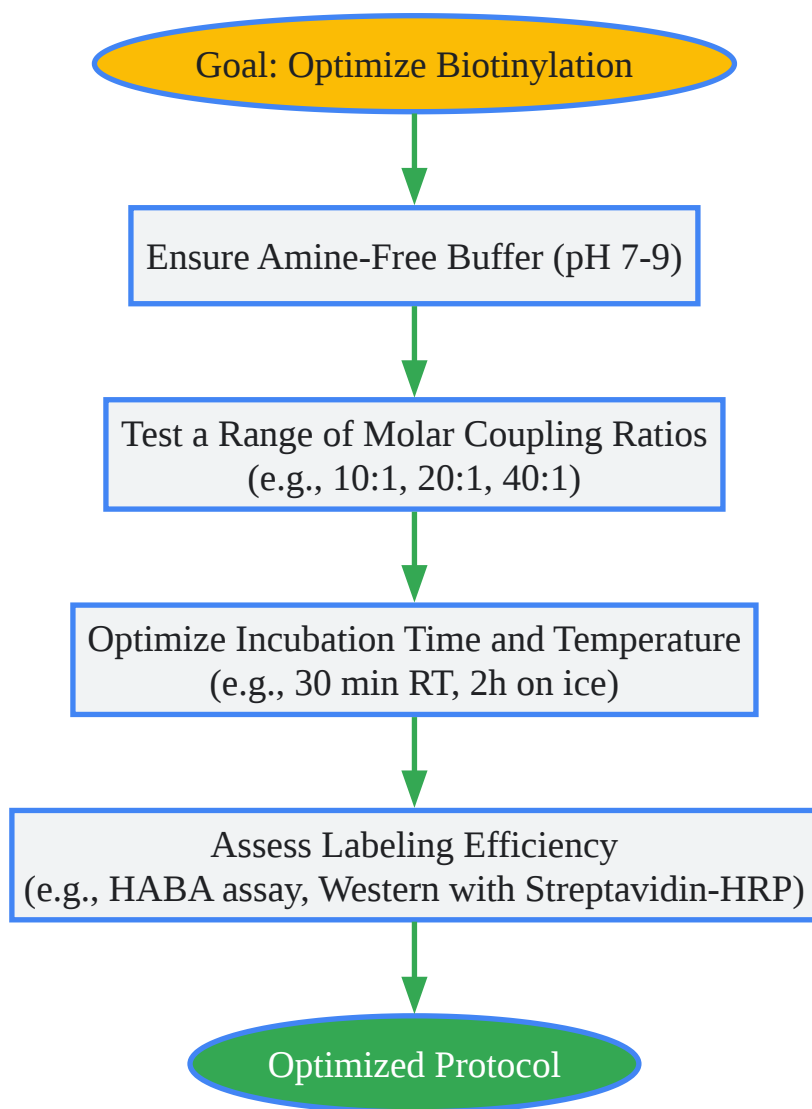 Goal: Optimize Biotinylation
Ensure Amine-Free Buffer (pH 7-9)
Test a Range of Molar Coupling Ratios
(e.g., 10:1, 20:1, 40:1)
Optimize Incubation Time and Temperature
(e.g., 30 min RT, 2h on ice)
Assess Labeling Efficiency
(e.g., HABA assay, Western with Streptavidin-HRP)
Optimized Protocol